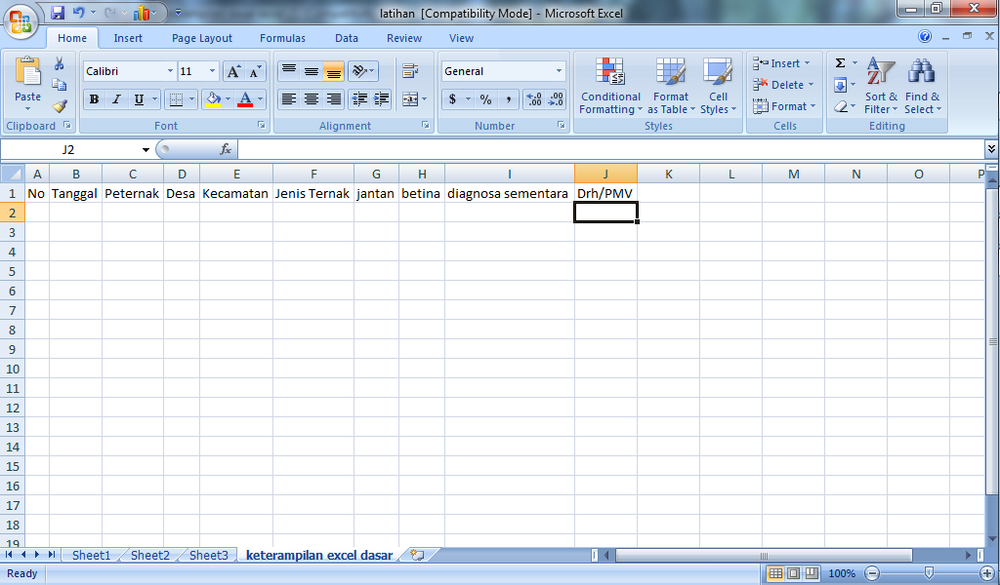 latihan [Compatibility Mode] - Microsoft Excel
Home Insert Page Layout Formulas Data Review View
Calibri 11 General Insert Σ
Paste B I U $ % , Conditional Formatting Format as Table Cell Styles Delete Format Sort & Filter Find & Select
Clipboard Font Alignment Number Styles Cells Editing
J2 fx
A B C D E F G H I J K L M N O P
1 No Tanggal Peternak Desa Kecamatan Jenis Ternak jantan betina diagnosa sementara Drh/PMV
2
3
4
5
6
7
8
9
10
11
12
13
14
15
16
17
18
19
Sheet1 Sheet2 Sheet3 keterampilan excel dasar
Ready 100%